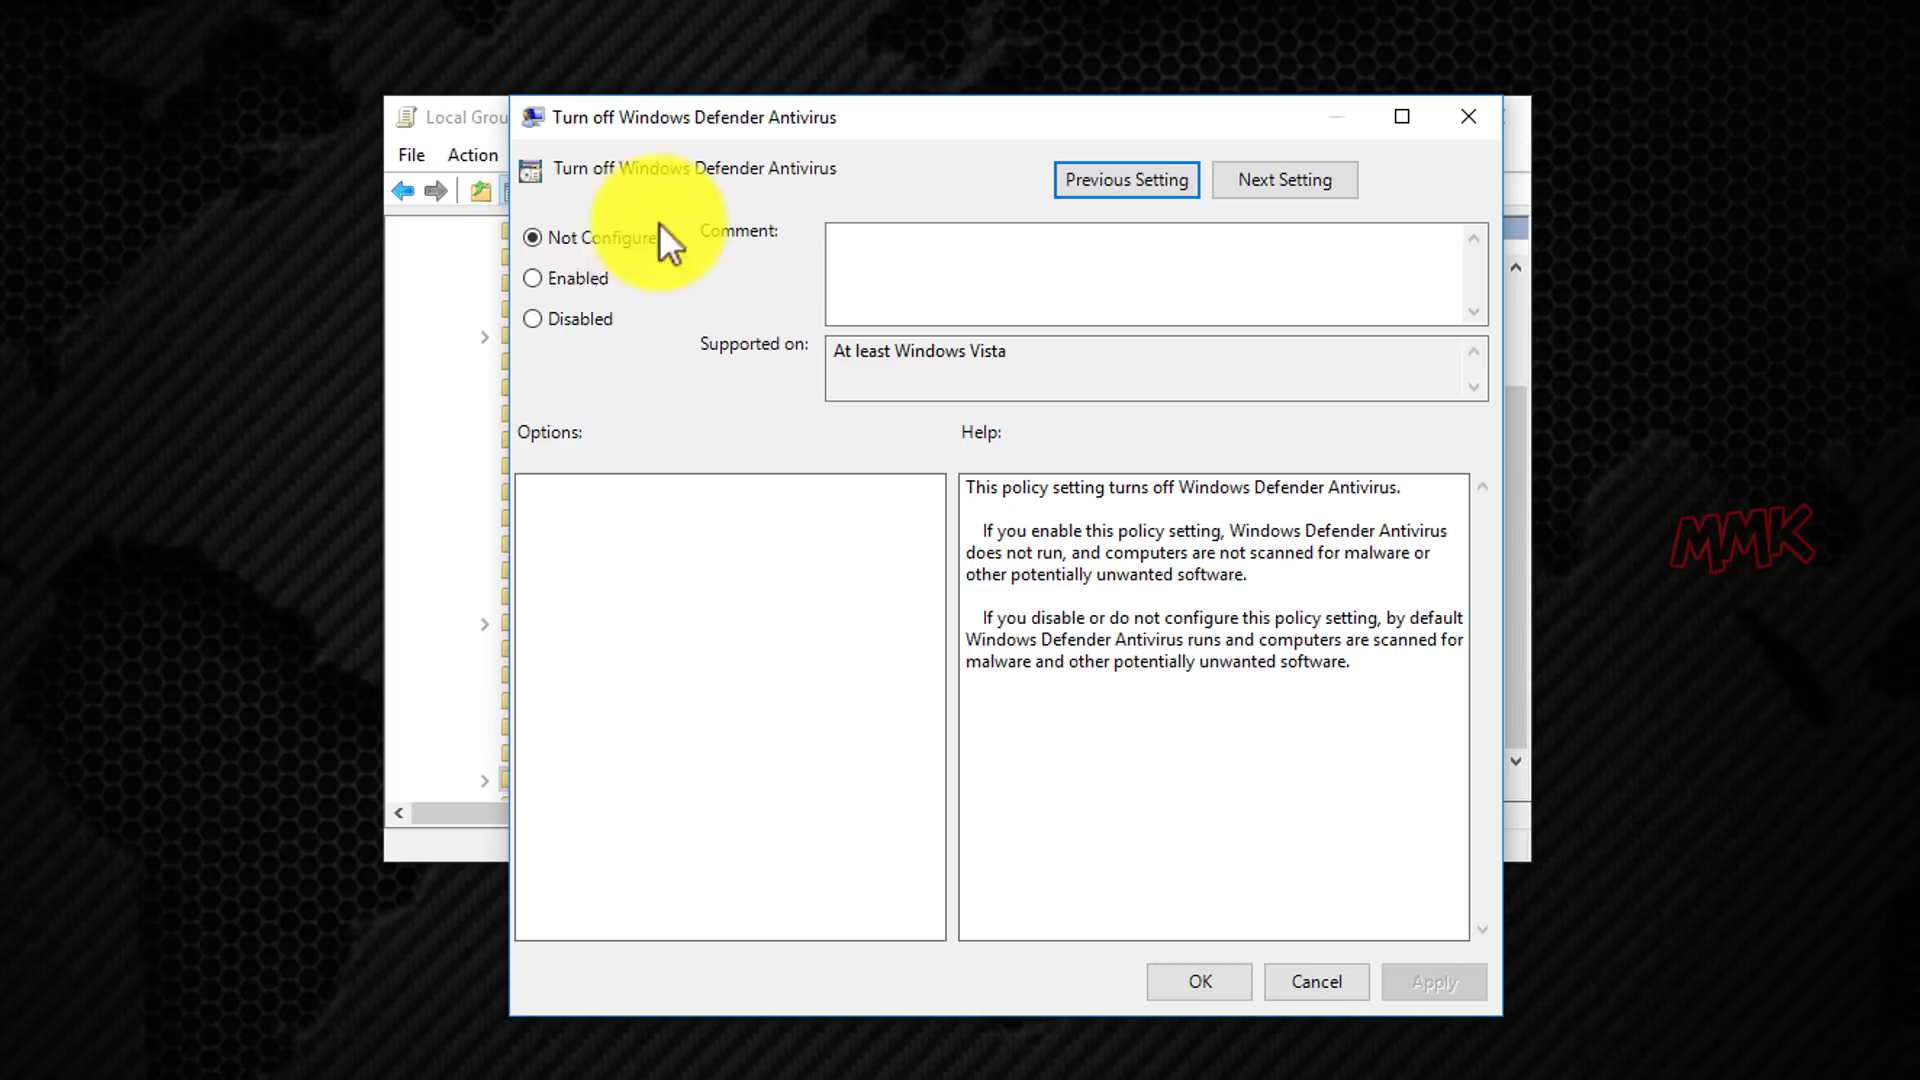 Local Grou
Turn off Windows Defender Antivirus
File Action
Turn off Windows Defender Antivirus
Previous Setting
Next Setting
Not Configure
Comment:
Enabled
Disabled
Supported on:
At least Windows Vista
Options:
Help:
This policy setting turns off Windows Defender Antivirus.
If you enable this policy setting, Windows Defender Antivirus
does not run, and computers are not scanned for malware or
other potentially unwanted software.
If you disable or do not configure this policy setting, by default
Windows Defender Antivirus runs and computers are scanned for
malware and other potentially unwanted software.
MMK
OK
Cancel
Apply